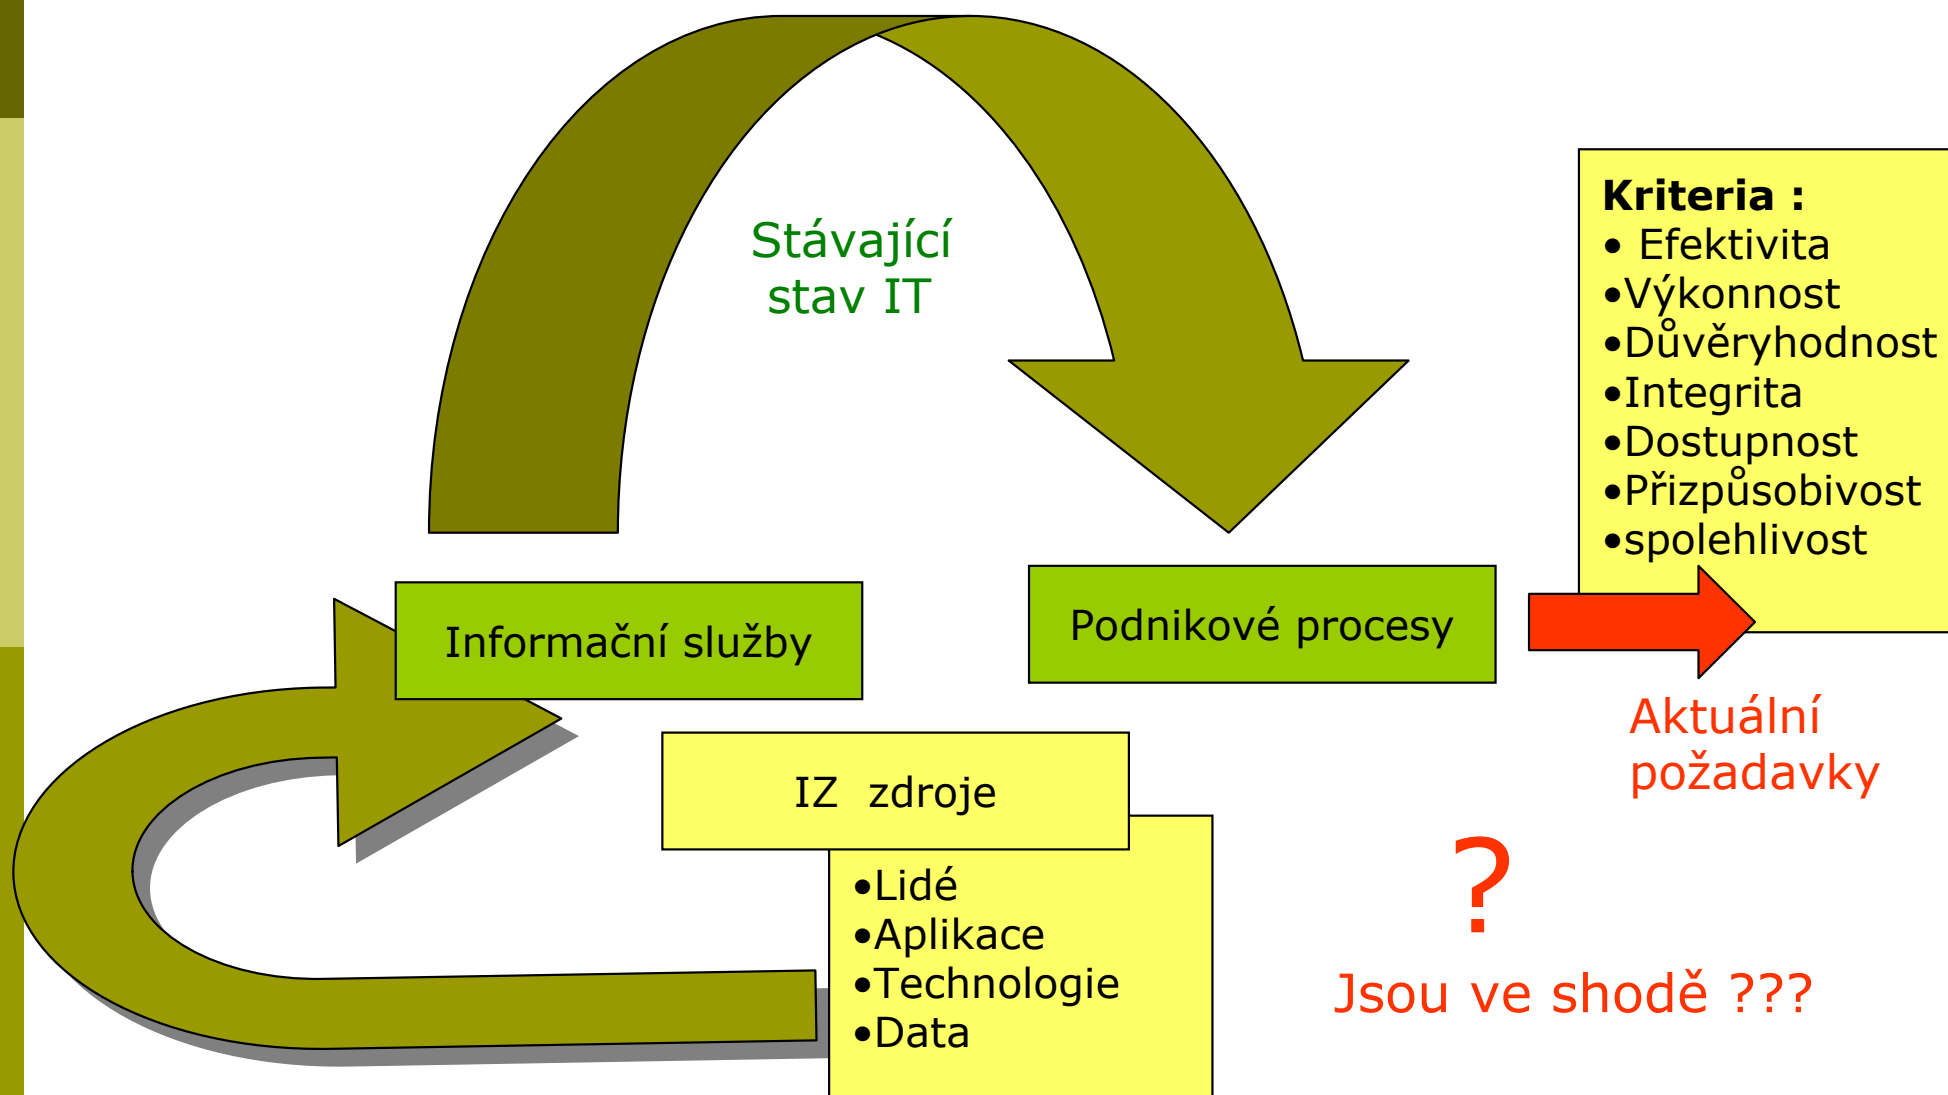 Stávající
stav IT
Kriteria :
• Efektivita
•Výkonnost
•Důvěryhodnost
•Integrita
•Dostupnost
•Přizpůsobivost
•spolehlivost
Informační služby
Podnikové procesy
Aktuální
požadavky
IZ  zdroje
•Lidé
•Aplikace
•Technologie
•Data
?
Jsou ve shodě ???